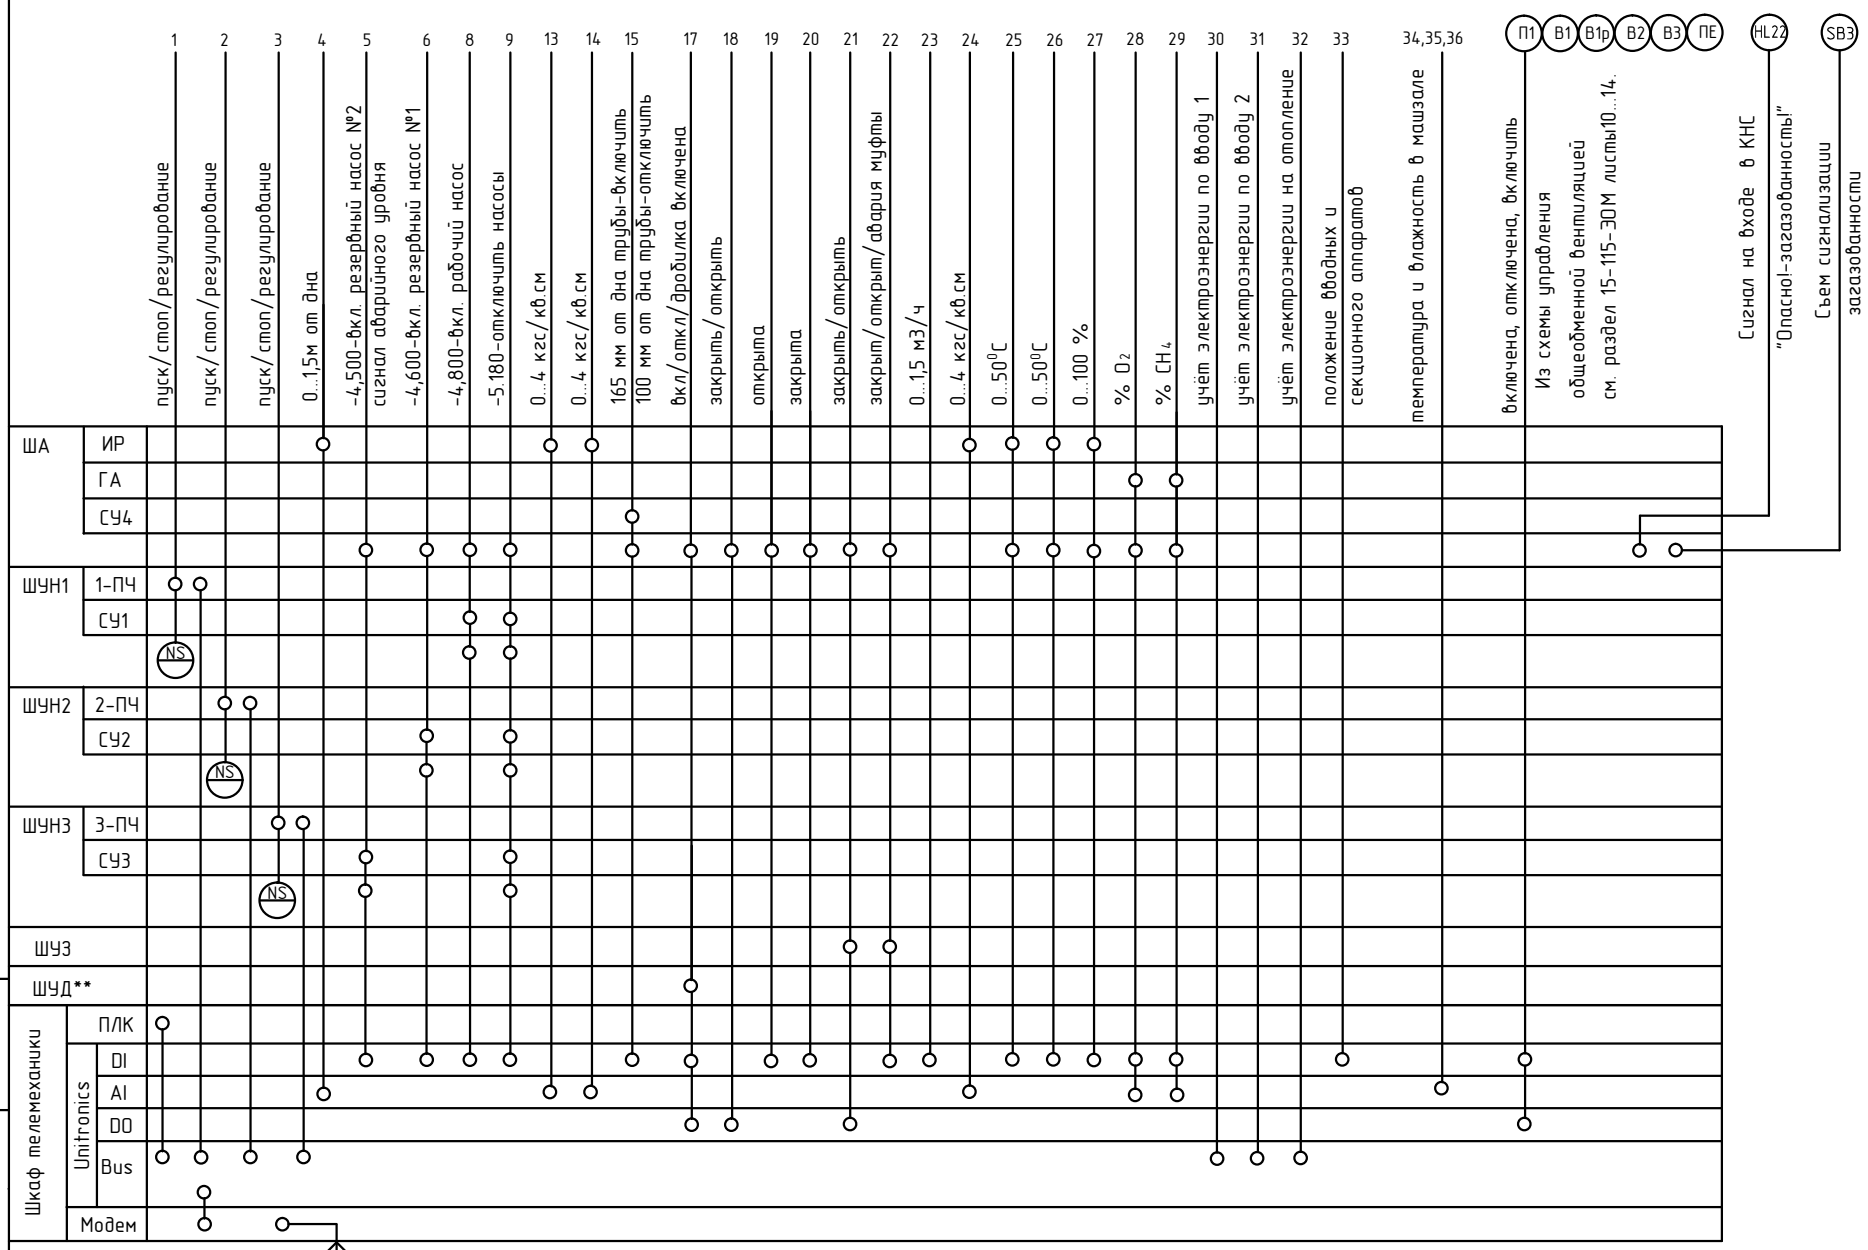 1 2 3 4 5 6 8 9 13 14 15 17 18 19 20 21 22 23 24 25 26 27 28 29 30 31 32 33 34,35,36 П1 В1 В1р В2 В3 ПЕ HL22 SB3
пуск/стоп/регулирование
пуск/стоп/регулирование
пуск/стоп/регулирование
0...1,5м от дна
-4,500-вкл. резервный насос №2
сигнал аварийного уровня
-4,600-вкл. резервный насос №1
-4,800-вкл. рабочий насос
-5.180-отключить насосы
0...4 кгс/кв.см
0...4 кгс/кв.см
165 мм от дна трубы-включить
100 мм от дна трубы-отключить
вкл/откл/дробилка включена
закрыть/открыть
открыта
закрыта
закрыть/открыть
закрыт/открыт/авария муфты
0...1,5 м3/ч
0...4 кгс/кв.см
0...50⁰С
0...50⁰С
0...100 %
% O₂
% CH₄
учёт электроэнергии по вводу 1
учёт электроэнергии по вводу 2
учёт электроэнергии на отопление
положение вводных и
секционного аппаратов
температура и влажность в машзале
включена, отключена, включить
Из схемы управления
общеобменной вентиляцией
см. раздел 15-115-ЭОМ листы10...14.
Сигнал на входе в КНС
"Опасно!-загазованность!"
Съем сигнализации
загазованности
ША
ИР
ГА
СУ4
ШУН1
1-ПЧ
СУ1
NS
ШУН2
2-ПЧ
СУ2
NS
ШУН3
3-ПЧ
СУ3
NS
ШУЗ
ШУД**
Шкаф телемеханики
ПЛК
Unitronics
DI
AI
DO
Bus
Модем